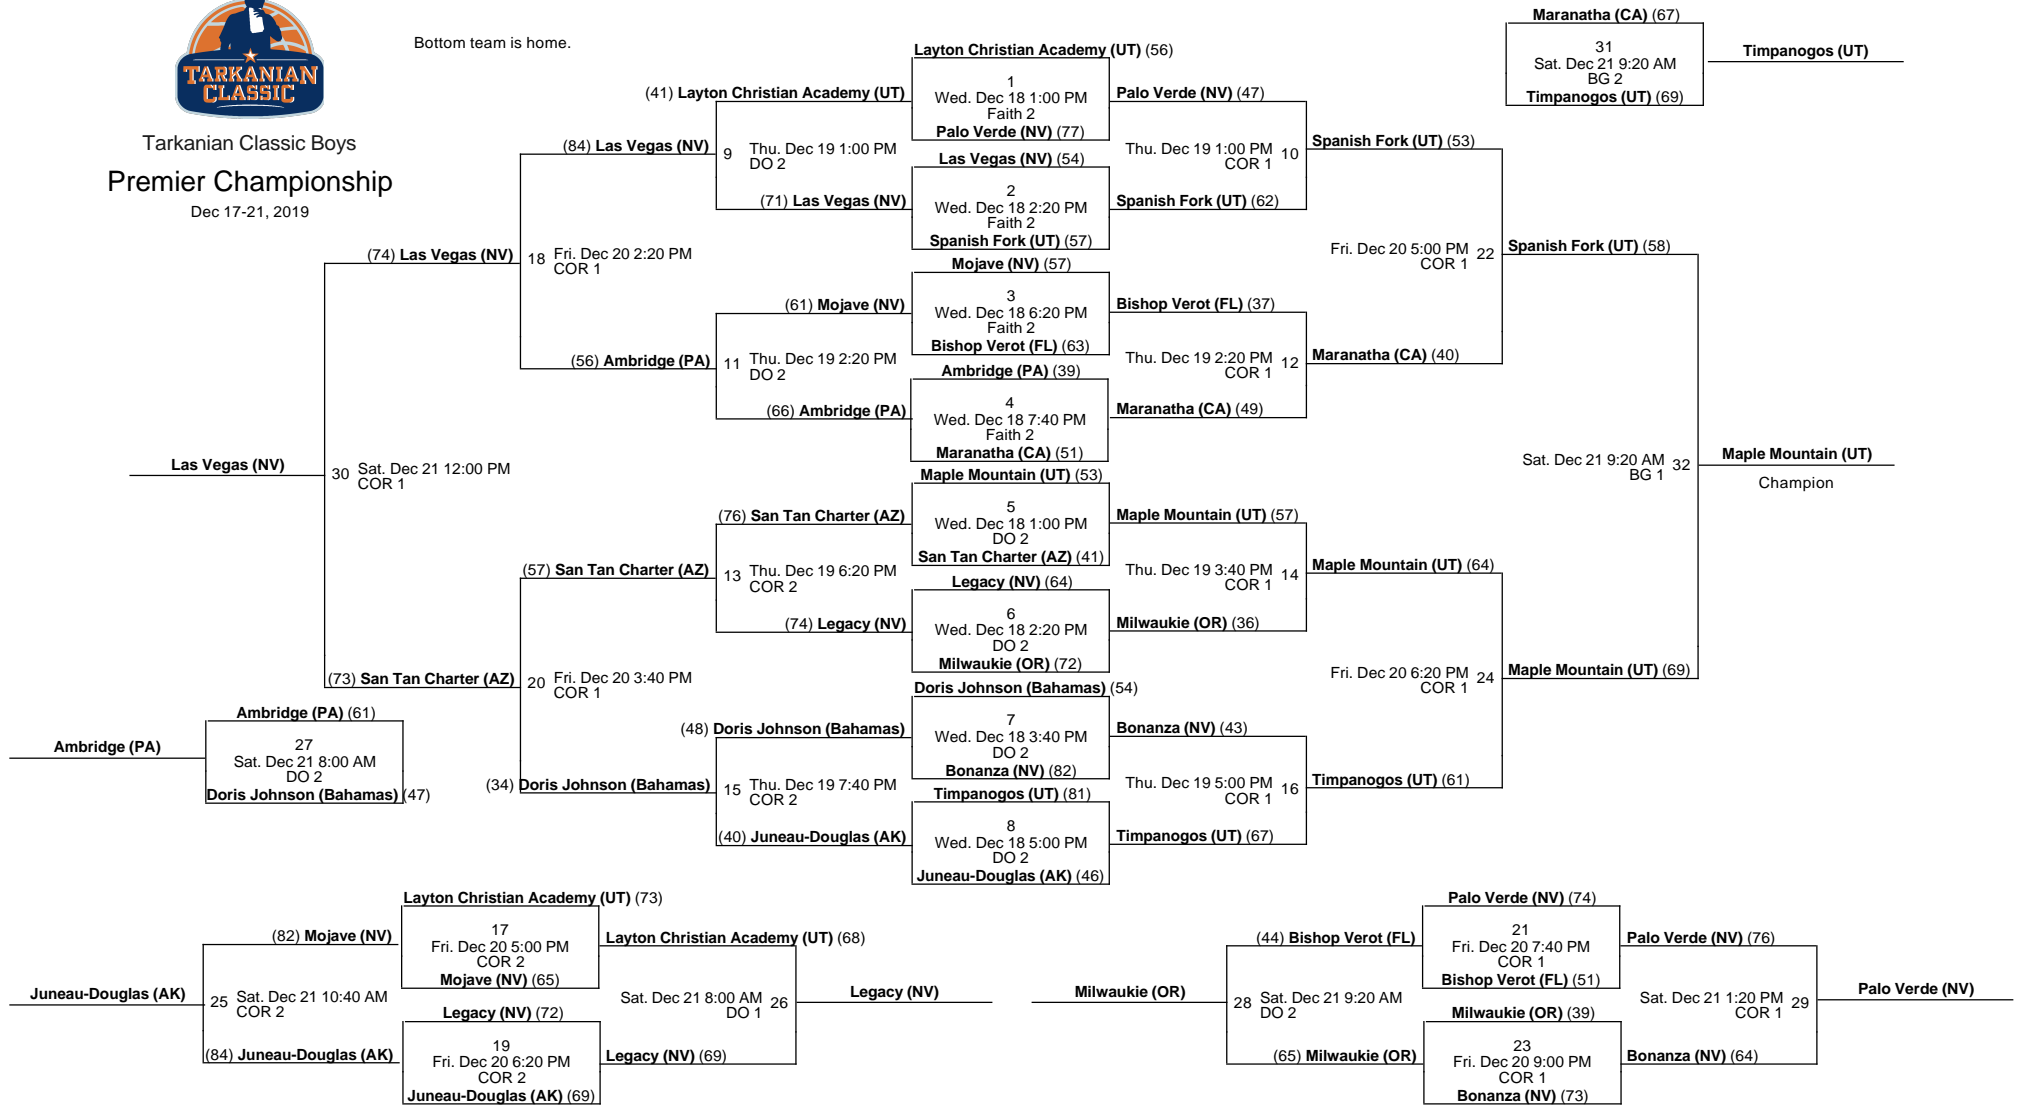 TARKANIAN
CLASSIC
Tarkanian Classic Boys
Premier Championship
Dec 17-21, 2019
Bottom team is home.
Layton Christian Academy (UT) (56)
1
Wed. Dec 18 1:00 PM
Faith 2
Palo Verde (NV) (77)
Las Vegas (NV) (54)
2
Wed. Dec 18 2:20 PM
Faith 2
Spanish Fork (UT) (57)
Mojave (NV) (57)
3
Wed. Dec 18 6:20 PM
Faith 2
Bishop Verot (FL) (63)
Ambridge (PA) (39)
4
Wed. Dec 18 7:40 PM
Faith 2
Maranatha (CA) (51)
Maple Mountain (UT) (53)
5
Wed. Dec 18 1:00 PM
DO 2
San Tan Charter (AZ) (41)
Legacy (NV) (64)
6
Wed. Dec 18 2:20 PM
DO 2
Milwaukie (OR) (72)
Doris Johnson (Bahamas) (54)
7
Wed. Dec 18 3:40 PM
DO 2
Bonanza (NV) (82)
Timpanogos (UT) (81)
8
Wed. Dec 18 5:00 PM
DO 2
Juneau-Douglas (AK) (46)
(41) Layton Christian Academy (UT)
9 Thu. Dec 19 1:00 PM
DO 2
(71) Las Vegas (NV)
(61) Mojave (NV)
11 Thu. Dec 19 2:20 PM
DO 2
(66) Ambridge (PA)
(76) San Tan Charter (AZ)
13 Thu. Dec 19 6:20 PM
COR 2
(74) Legacy (NV)
(48) Doris Johnson (Bahamas)
15 Thu. Dec 19 7:40 PM
COR 2
(40) Juneau-Douglas (AK)
(84) Las Vegas (NV)
18 Fri. Dec 20 2:20 PM
COR 1
(56) Ambridge (PA)
(57) San Tan Charter (AZ)
20 Fri. Dec 20 3:40 PM
COR 1
(34) Doris Johnson (Bahamas)
(74) Las Vegas (NV)
30 Sat. Dec 21 12:00 PM
COR 1
(73) San Tan Charter (AZ)
Las Vegas (NV)
Palo Verde (NV) (47)
Thu. Dec 19 1:00 PM 10
COR 1
Spanish Fork (UT) (62)
Bishop Verot (FL) (37)
Thu. Dec 19 2:20 PM 12
COR 1
Maranatha (CA) (49)
Maple Mountain (UT) (57)
Thu. Dec 19 3:40 PM 14
COR 1
Milwaukie (OR) (36)
Bonanza (NV) (43)
Thu. Dec 19 5:00 PM 16
COR 1
Timpanogos (UT) (67)
Spanish Fork (UT) (53)
Fri. Dec 20 5:00 PM 22
COR 1
Maranatha (CA) (40)
Maple Mountain (UT) (64)
Fri. Dec 20 6:20 PM 24
COR 1
Timpanogos (UT) (61)
Spanish Fork (UT) (58)
Sat. Dec 21 9:20 AM 32
BG 1
Maple Mountain (UT) (69)
Maple Mountain (UT)
Champion
Maranatha (CA) (67)
31
Sat. Dec 21 9:20 AM
BG 2
Timpanogos (UT) (69)
Timpanogos (UT)
Ambridge (PA) (61)
27
Sat. Dec 21 8:00 AM
DO 2
Doris Johnson (Bahamas) (47)
Ambridge (PA)
Layton Christian Academy (UT) (73)
17
Fri. Dec 20 5:00 PM
COR 2
Mojave (NV) (65)
Legacy (NV) (72)
19
Fri. Dec 20 6:20 PM
COR 2
Juneau-Douglas (AK) (69)
(82) Mojave (NV)
25 Sat. Dec 21 10:40 AM
COR 2
(84) Juneau-Douglas (AK)
Juneau-Douglas (AK)
Layton Christian Academy (UT) (68)
Sat. Dec 21 8:00 AM 26
DO 1
Legacy (NV) (69)
Legacy (NV)
Palo Verde (NV) (74)
21
Fri. Dec 20 7:40 PM
COR 1
Bishop Verot (FL) (51)
Milwaukie (OR) (39)
23
Fri. Dec 20 9:00 PM
COR 1
Bonanza (NV) (73)
(44) Bishop Verot (FL)
28 Sat. Dec 21 9:20 AM
DO 2
(65) Milwaukie (OR)
Milwaukie (OR)
Palo Verde (NV) (76)
Sat. Dec 21 1:20 PM 29
COR 1
Bonanza (NV) (64)
Palo Verde (NV)